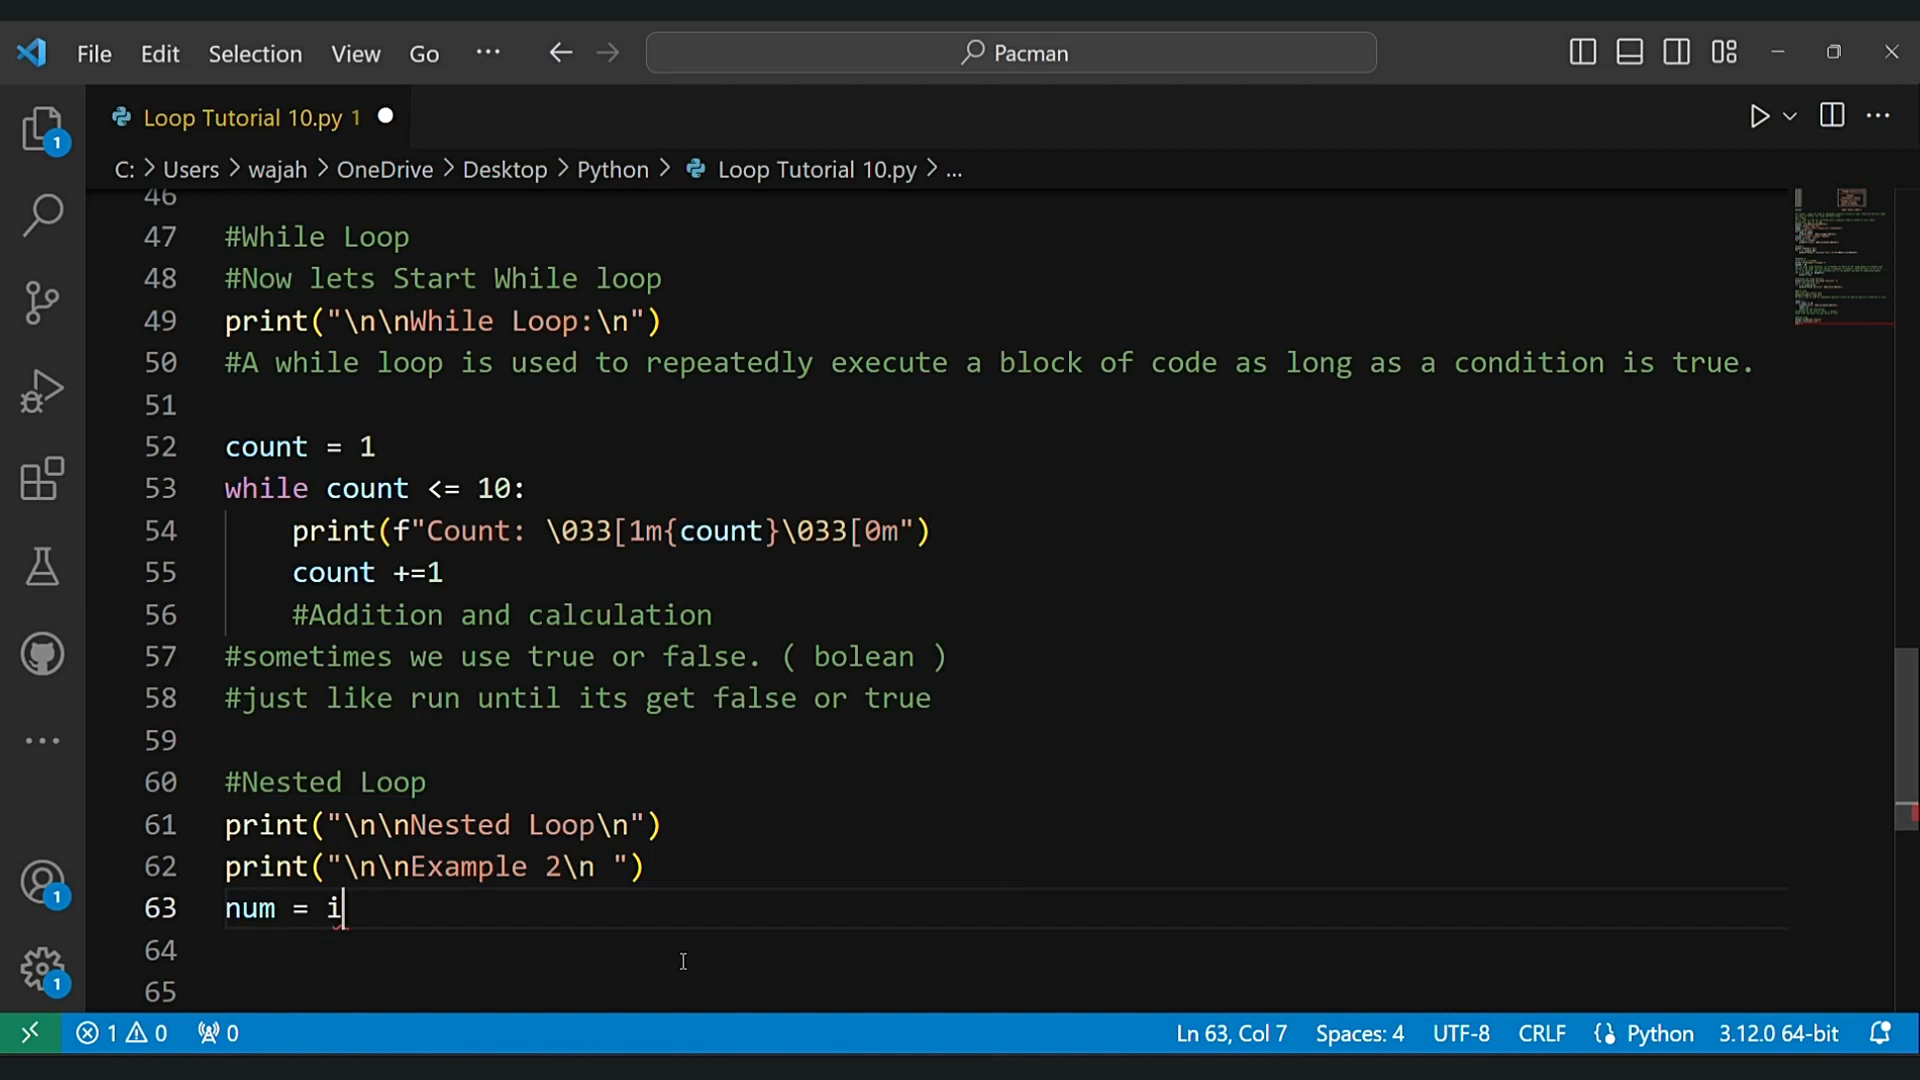 File Edit Selection View Go ··· Pacman
Loop Tutorial 10.py 1
C: > Users > wajah > OneDrive > Desktop > Python > Loop Tutorial 10.py > ...
46
47 #While Loop
48 #Now lets Start While loop
49 print("\n\nWhile Loop:\n")
50 #A while loop is used to repeatedly execute a block of code as long as a condition is true.
51
52 count = 1
53 while count <= 10:
54     print(f"Count: \033[1m{count}\033[0m")
55     count +=1
56     #Addition and calculation
57 #sometimes we use true or false. ( bolean )
58 #just like run until its get false or true
59
60 #Nested Loop
61 print("\n\nNested Loop\n")
62 print("\n\nExample 2\n ")
63 num = i
64
65
1
1
1
1 0 0 Ln 63, Col 7 Spaces: 4 UTF-8 CRLF Python 3.12.0 64-bit